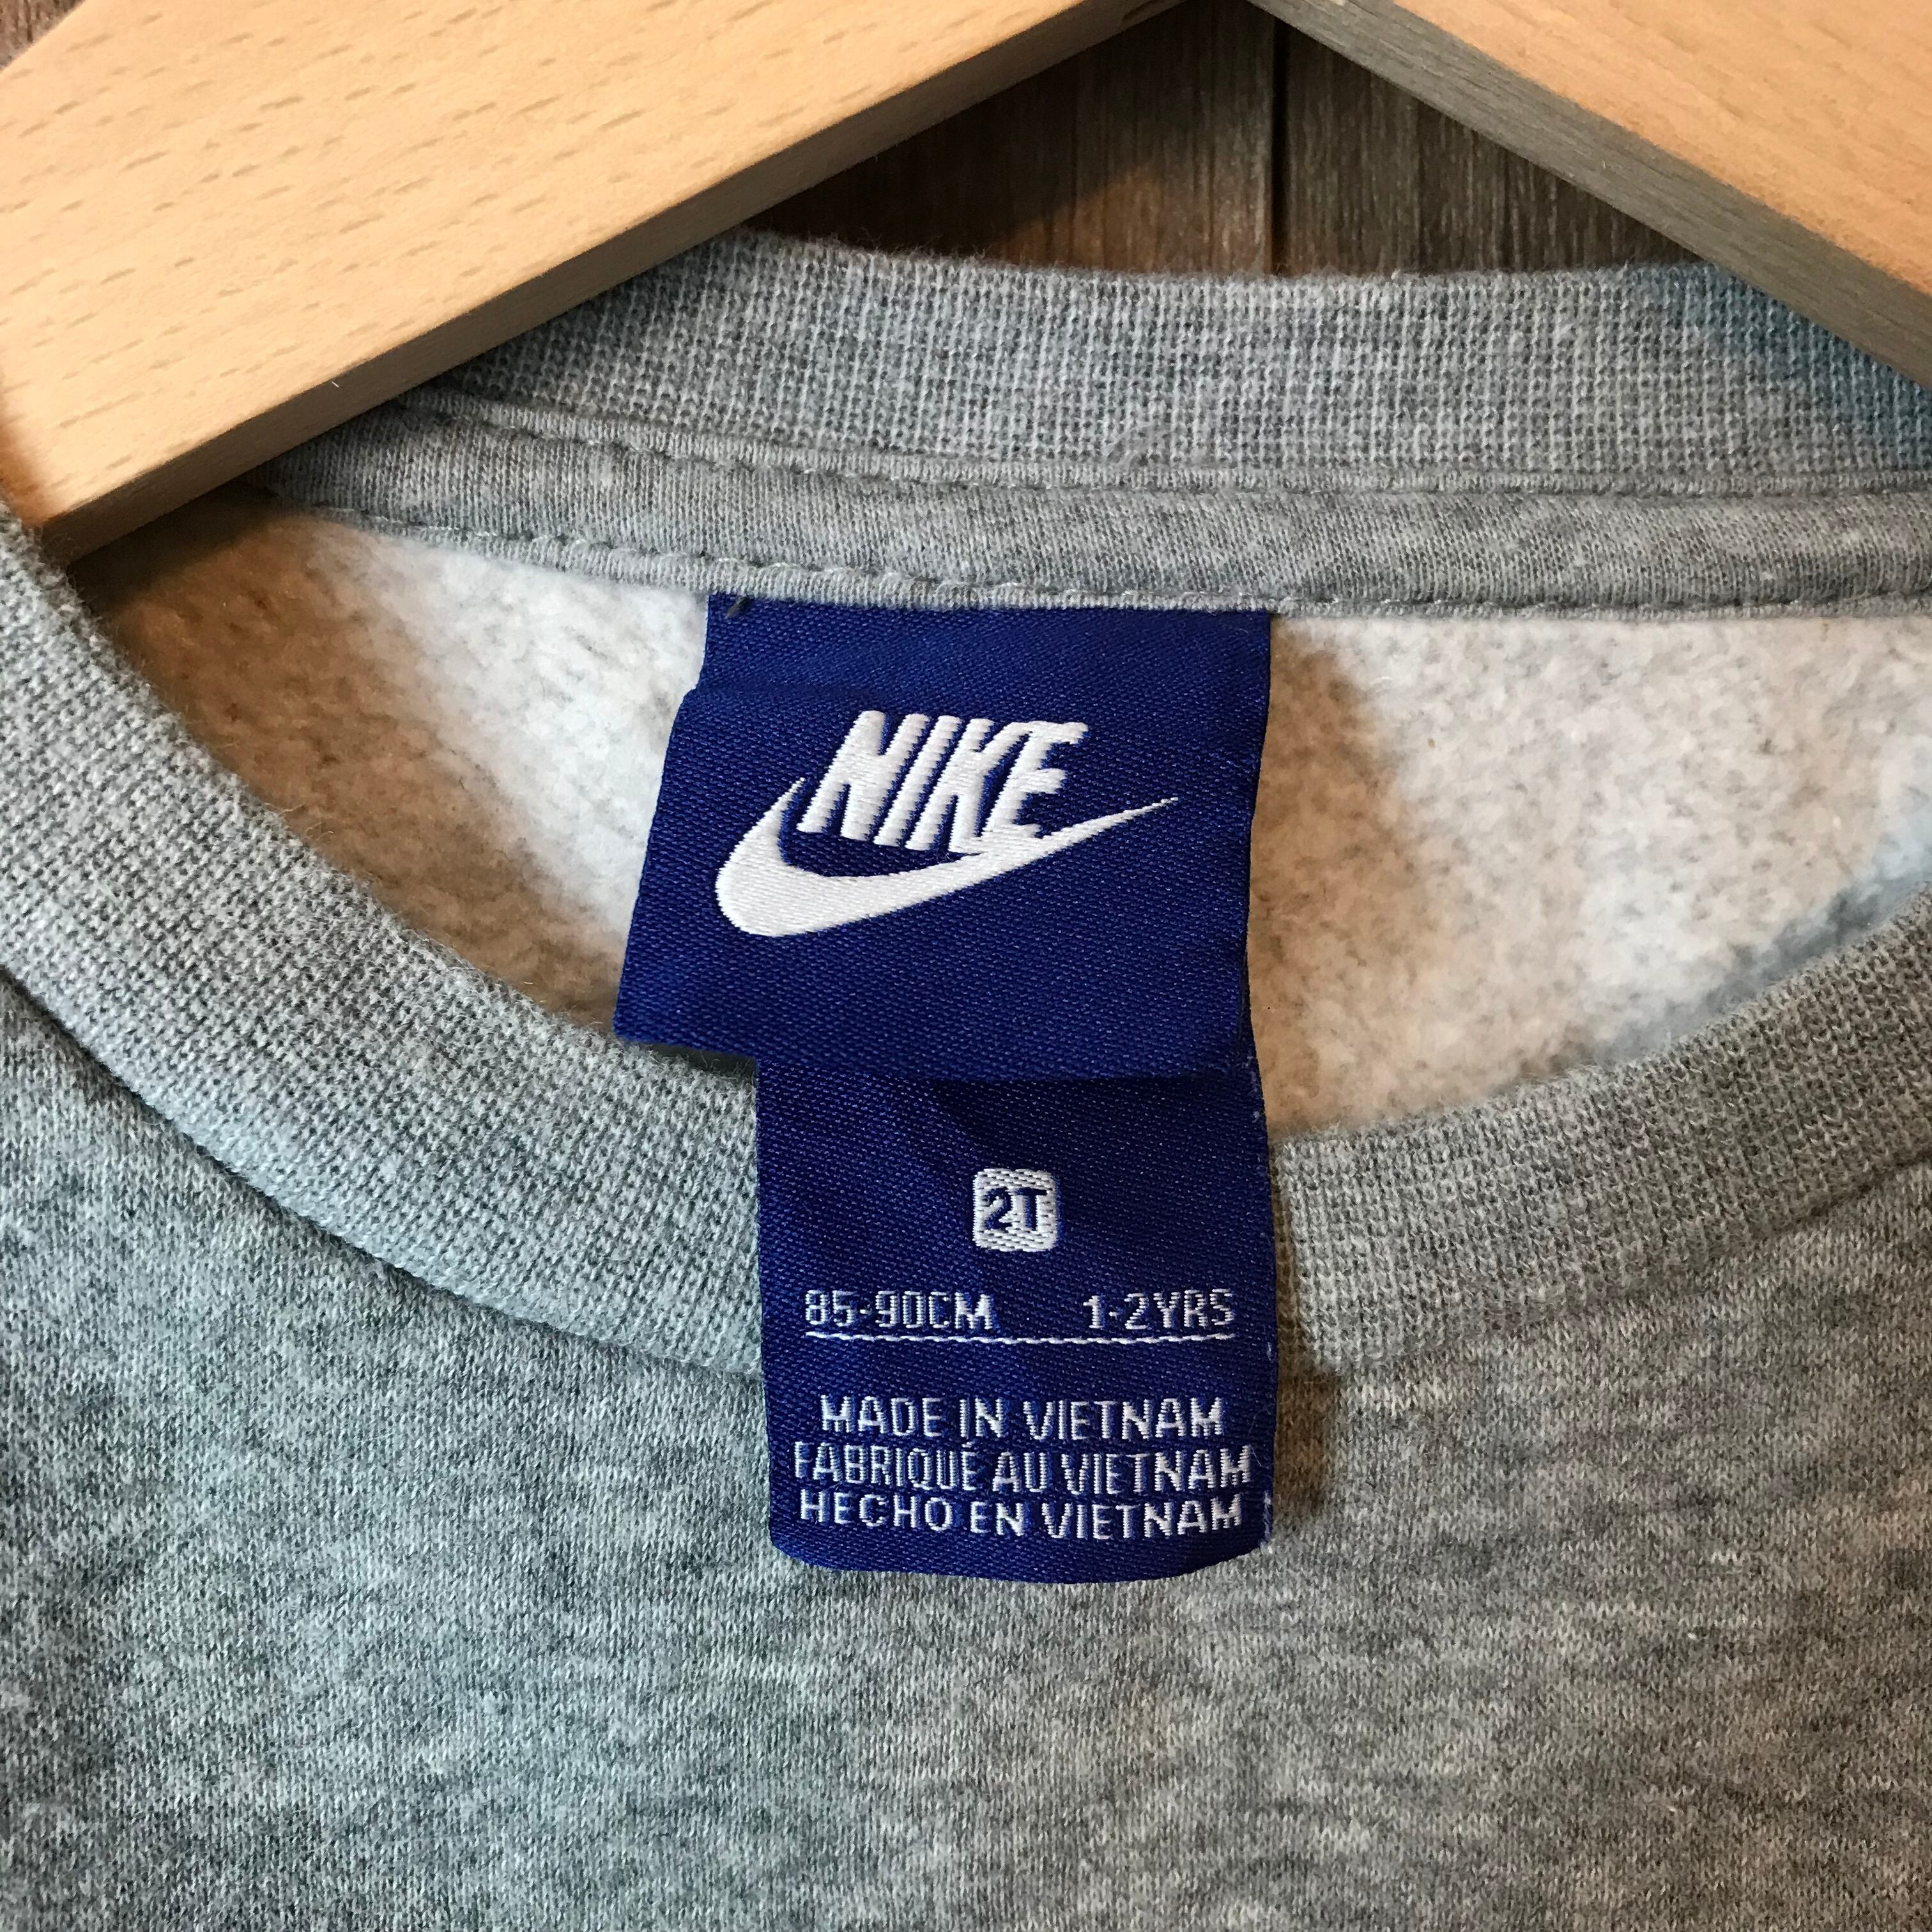 NIKE
2T
85-90CM 1-2YRS
MADE IN VIETNAM
FABRIQUÉ AU VIETNAM
HECHO EN VIETNAM